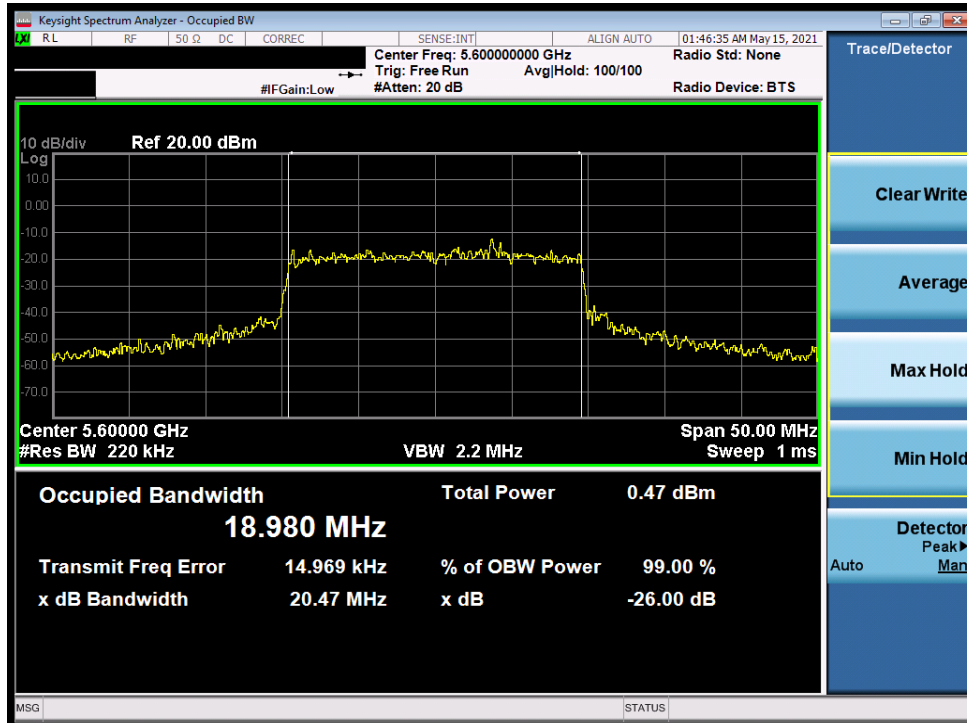 Keysight Spectrum Analyzer - Occupied BW
LXI RL RF 50 Ω DC CORREC SENSE:INT ALIGN AUTO 01:46:35 AM May 15, 2021
Center Freq: 5.600000000 GHz Radio Std: None
Trig: Free Run Avg|Hold: 100/100
#IFGain:Low #Atten: 20 dB Radio Device: BTS
Trace/Detector
10 dB/div Ref 20.00 dBm
Log
10.0
0.00
-10.0
-20.0
-30.0
-40.0
-50.0
-60.0
-70.0
Center 5.60000 GHz Span 50.00 MHz
#Res BW 220 kHz VBW 2.2 MHz Sweep 1 ms
Occupied Bandwidth Total Power 0.47 dBm
18.980 MHz
Transmit Freq Error 14.969 kHz % of OBW Power 99.00 %
x dB Bandwidth 20.47 MHz x dB -26.00 dB
Clear Write
Average
Max Hold
Min Hold
Detector
Peak▶
Auto Man
MSG STATUS